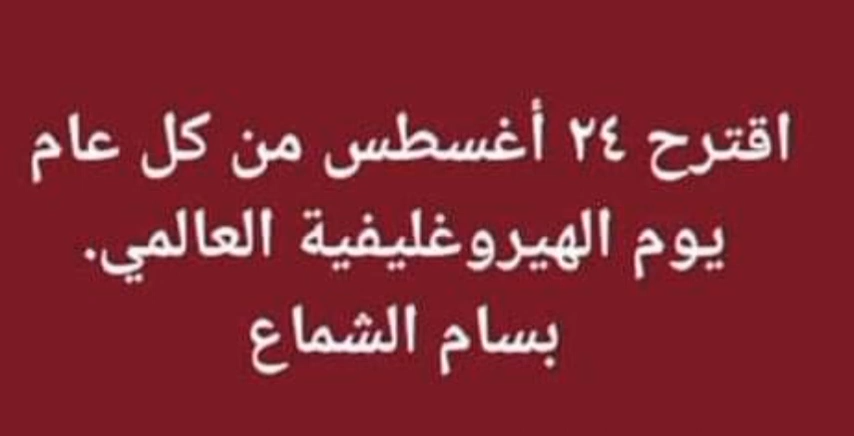 اقترح ٢٤ أغسطس من كل عام
يوم الهيروغليفية العالمي.
بسام الشماع